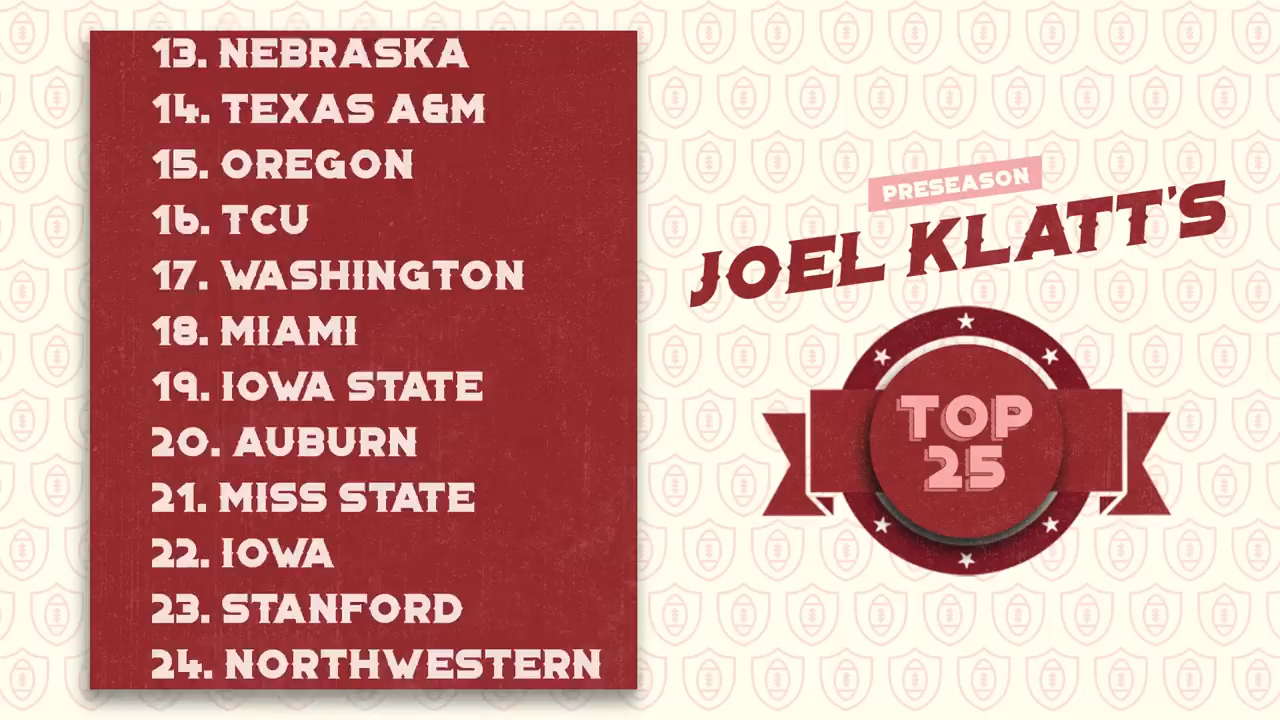 13. NEBRASKA
14. TEXAS A&M
15. OREGON
16. TCU
17. WASHINGTON
18. MIAMI
19. IOWA STATE
20. AUBURN
21. MISS STATE
22. IOWA
23. STANFORD
24. NORTHWESTERN
PRESEASON
JOEL KLATT'S
TOP
25